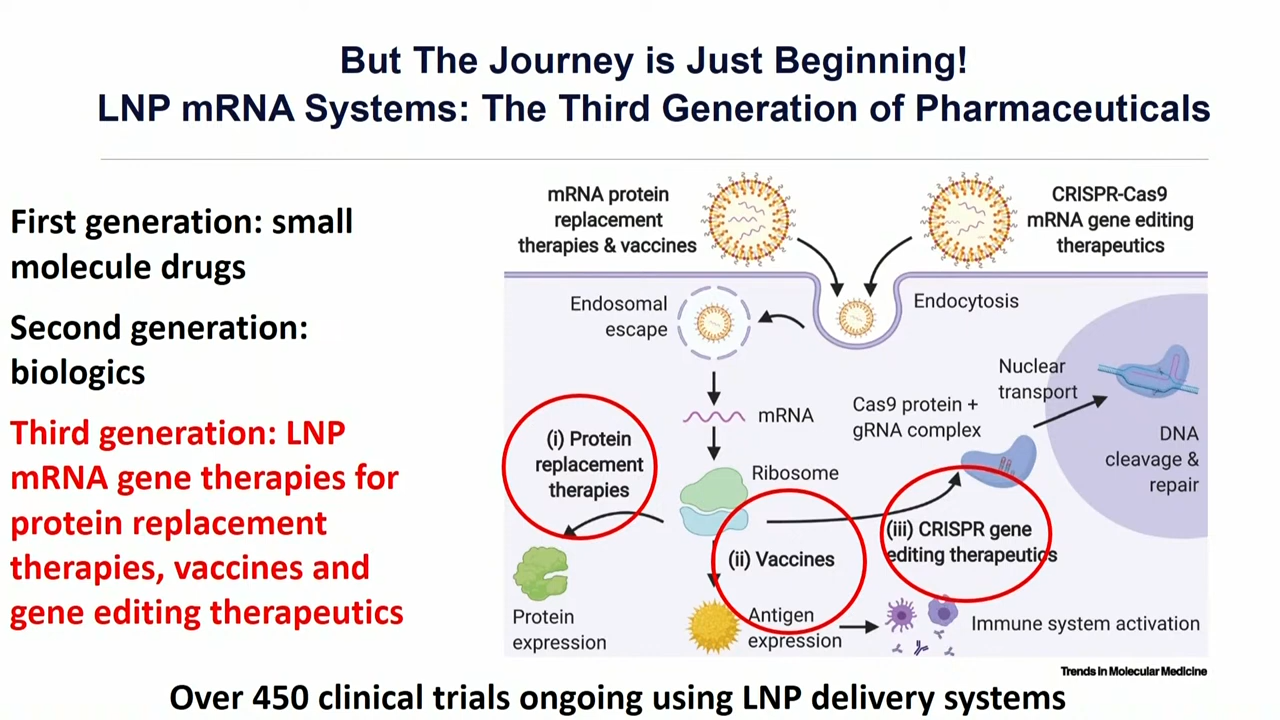 But The Journey is Just Beginning!
LNP mRNA Systems: The Third Generation of Pharmaceuticals
First generation: small
molecule drugs
Second generation:
biologics
Third generation: LNP
mRNA gene therapies for
protein replacement
therapies, vaccines and
gene editing therapeutics
mRNA protein
replacement
therapies & vaccines
CRISPR-Cas9
mRNA gene editing
therapeutics
Endosomal
escape
Endocytosis
Nuclear
transport
mRNA
Cas9 protein +
gRNA complex
(i) Protein
replacement
therapies
Ribosome
DNA
cleavage &
repair
(ii) Vaccines
(iii) CRISPR gene
editing therapeutics
Protein
expression
Antigen
expression
Immune system activation
Trends in Molecular Medicine
Over 450 clinical trials ongoing using LNP delivery systems